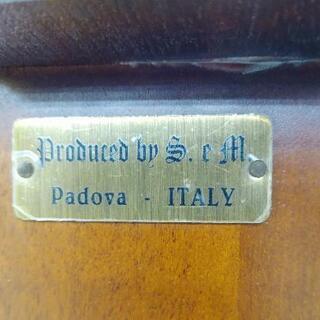 Produced by S. e M.
Padova - ITALY